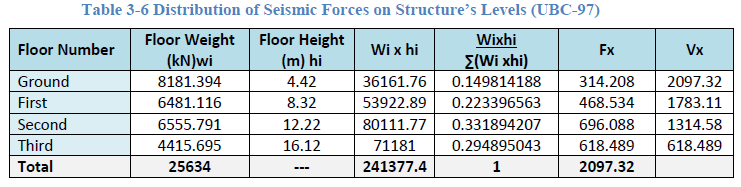 Table 3-6 Distribution of Seismic Forces on Structure's Levels (UBC-97)
Floor Number Floor Weight (kN)wi Floor Height (m) hi Wi x hi Wixhi ∑(Wi xhi) Fx Vx
Ground 8181.394 4.42 36161.76 0.149814188 314.208 2097.32
First 6481.116 8.32 53922.89 0.223396563 468.534 1783.11
Second 6555.791 12.22 80111.77 0.331894207 696.088 1314.58
Third 4415.695 16.12 71181 0.294895043 618.489 618.489
Total 25634 --- 241377.4 1 2097.32